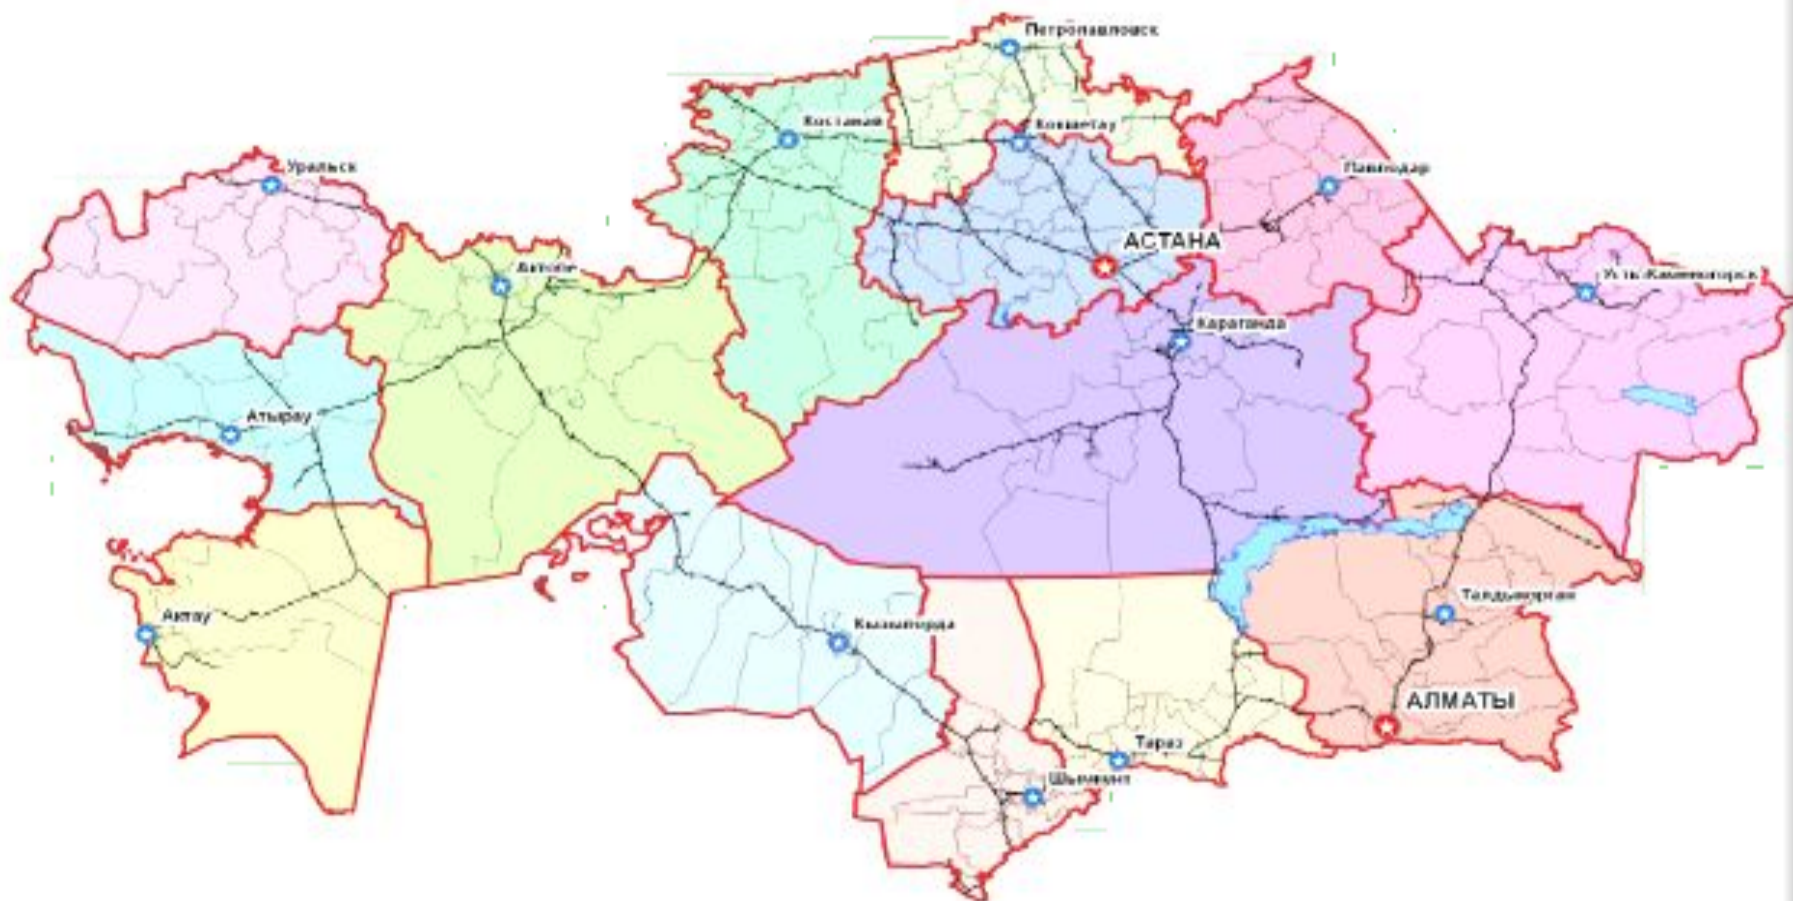 Петропавловск
Костанай
Кокшетау
Уральск
Павлодар
АСТАНА
Актобе
Усть-Каменогорск
Караганда
Атырау
Талдыкорган
Актау
Кызылорда
АЛМАТЫ
Тараз
Шымкент